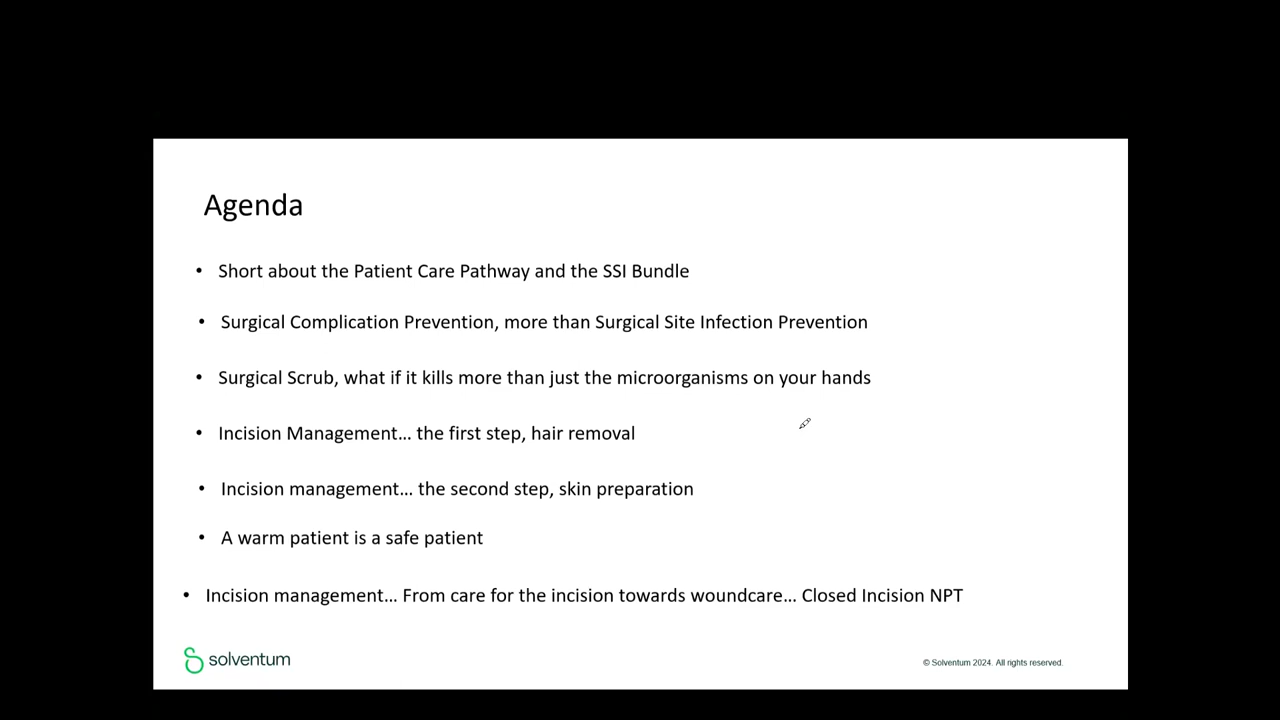 Agenda
• Short about the Patient Care Pathway and the SSI Bundle
• Surgical Complication Prevention, more than Surgical Site Infection Prevention
• Surgical Scrub, what if it kills more than just the microorganisms on your hands
• Incision Management... the first step, hair removal
• Incision management... the second step, skin preparation
• A warm patient is a safe patient
• Incision management... From care for the incision towards woundcare... Closed Incision NPT
solventum
© Solventum 2024. All rights reserved.